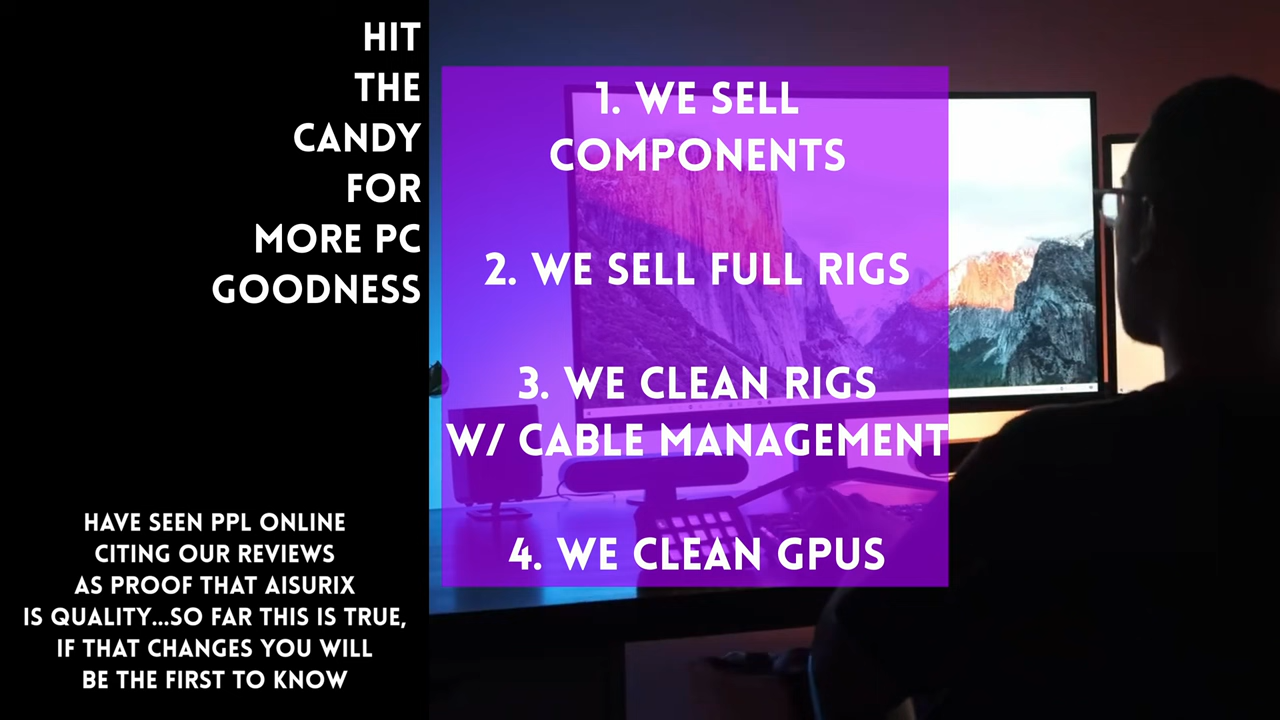 HIT
THE
CANDY
FOR
MORE PC
GOODNESS
HAVE SEEN PPL ONLINE
CITING OUR REVIEWS
AS PROOF THAT AISURIX
IS QUALITY...SO FAR THIS IS TRUE,
IF THAT CHANGES YOU WILL
BE THE FIRST TO KNOW
1. WE SELL
COMPONENTS
2. WE SELL FULL RIGS
3. WE CLEAN RIGS
W/ CABLE MANAGEMENT
4. WE CLEAN GPUS